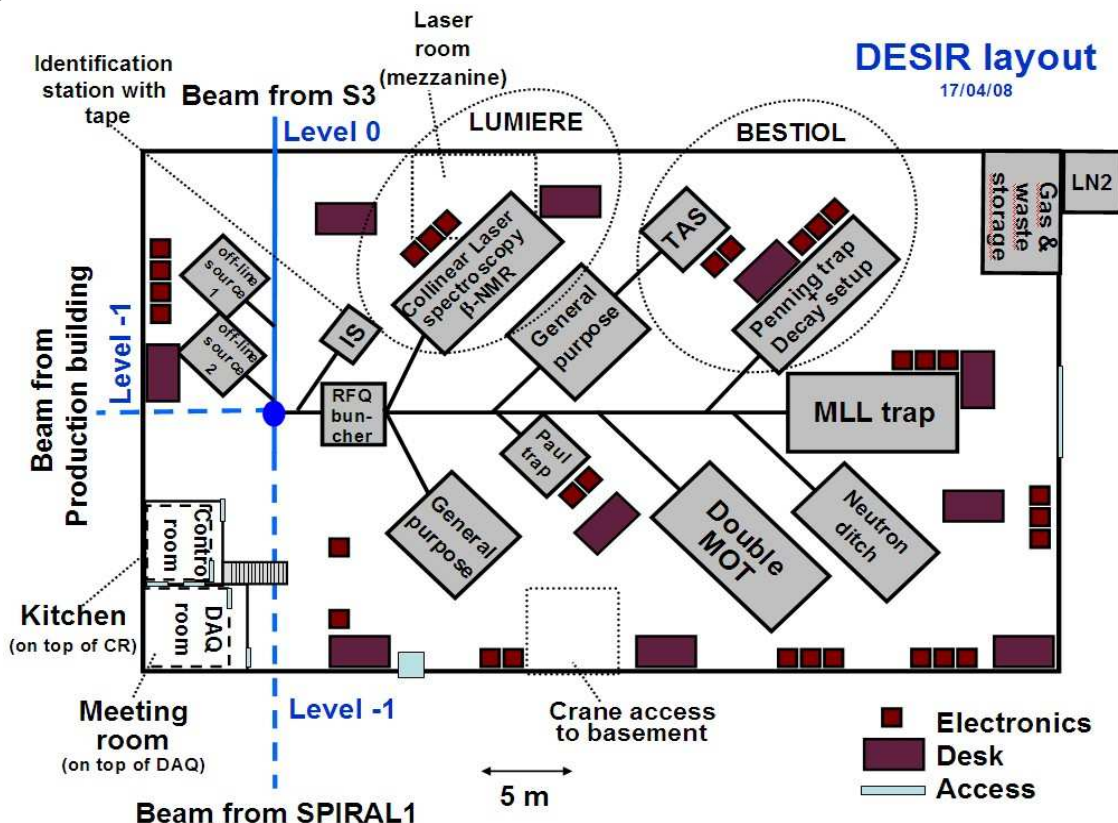 DESIR layout
17/04/08
Laser
room
(mezzanine)
Identification
station with
tape
Beam from S3
Level 0
LUMIERE
BESTIOL
Gas &
waste
storage
LN2
off-line
source
1
off-line
source
2
IS
Collinear Laser
spectroscopy
β-NMR
General
purpose
TAS
Penning trap
+
Decay setup
Beam from
Production building
Level -1
RFQ
bun-
cher
MLL trap
Paul
trap
General
purpose
Double
MOT
Neutron
ditch
Contro
room
DAQ
room
Kitchen
(on top of CR)
Meeting
room
(on top of DAQ)
Level -1
Crane access
to basement
5 m
Beam from SPIRAL1
Electronics
Desk
Access